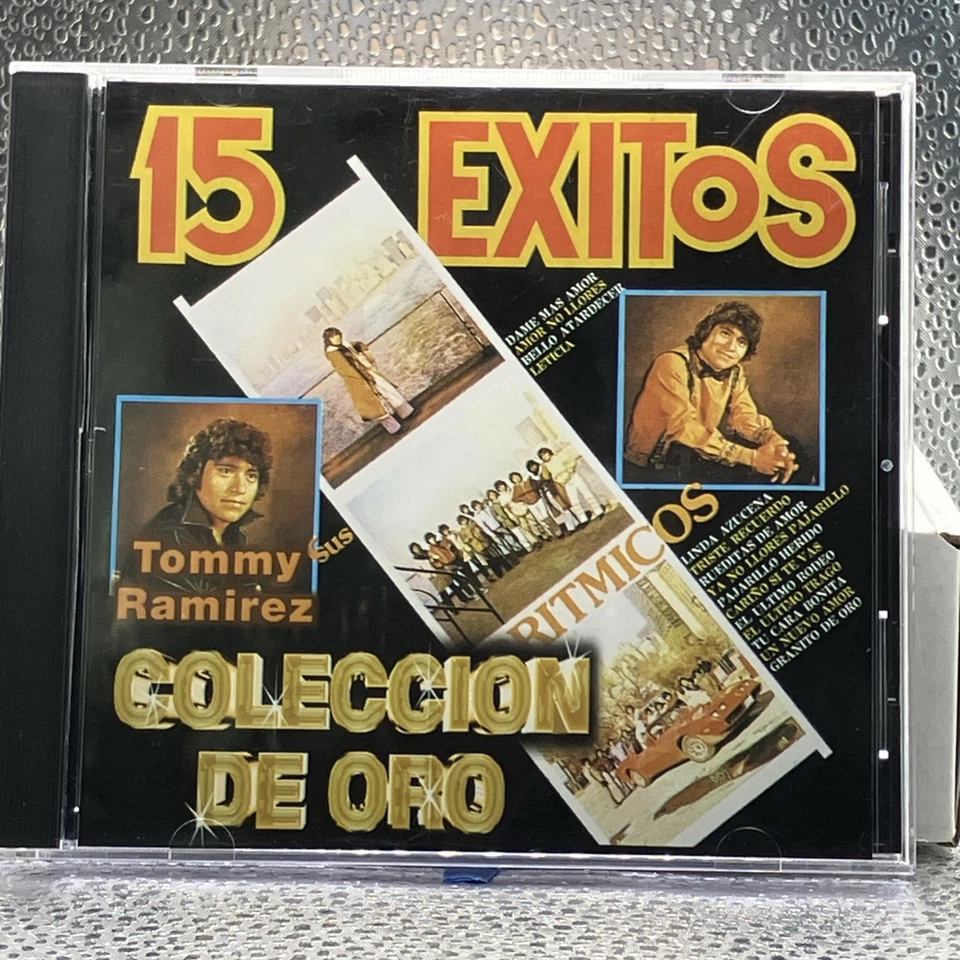 15 EXITOS
DAME MAS AMOR
AMOR NO LLORES
BELLO ATARDECER
LETICIA
Tommy
Ramirez
Sus
RITMICOS
LINDA AZUCENA
TRISTE RECUERDO
RUEDITAS DE AMOR
YA NO LLORES PAJARILLO
PAJARILLO HERIDO
CARIÑO SI TE VAS
EL ULTIMO RODEO
EL ULTIMO TRAGO
TU CARA BONITA
UN NUEVO AMOR
GRANITO DE ORO
COLECCION
DE ORO